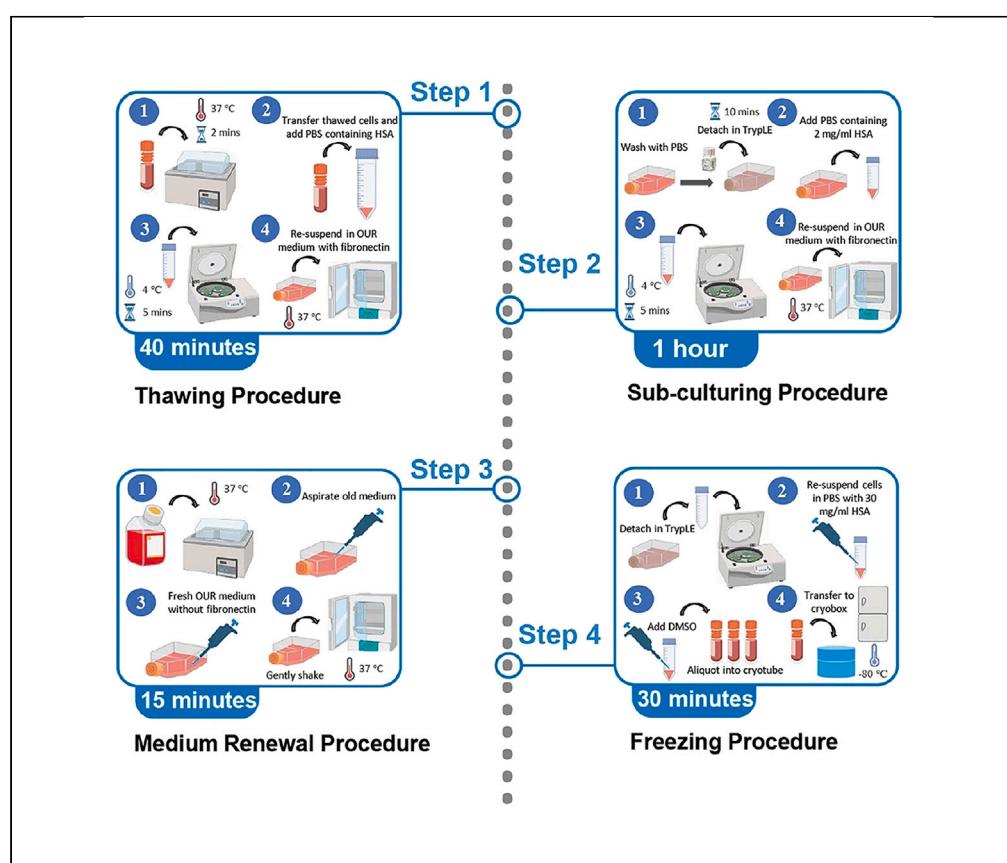 Step 1
1
37 °C
2 mins
2
Transfer thawed cells and
add PBS containing HSA
3
4 °C
5 mins
4
Re-suspend in OUR
medium with fibronectin
37 °C
40 minutes
Thawing Procedure
Step 2
1
Wash with PBS
10 mins
Detach in TrypLE
2
Add PBS containing
2 mg/ml HSA
3
4 °C
5 mins
4
Re-suspend in OUR
medium with fibronectin
37 °C
1 hour
Sub-culturing Procedure
Step 3
1
37 °C
2
Aspirate old medium
3
Fresh OUR medium
without fibronectin
4
Gently shake
37 °C
15 minutes
Medium Renewal Procedure
Step 4
1
Detach in TrypLE
2
Re-suspend cells
in PBS with 30
mg/ml HSA
3
Add DMSO
Aliquot into cryotube
4
Transfer to
cryobox
-80 °C
30 minutes
Freezing Procedure